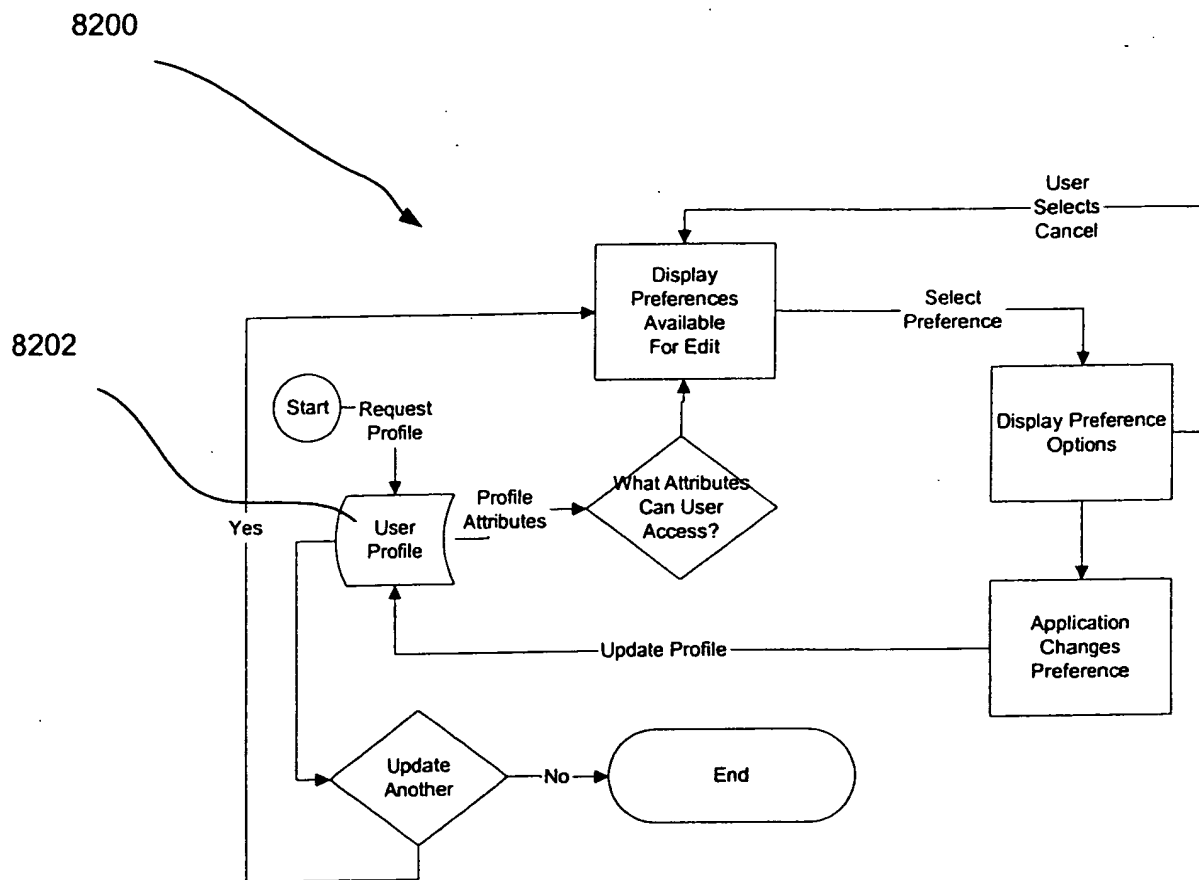 8200
User
Selects
Cancel
Display
Preferences
Available
For Edit
Select
Preference
8202
Start
Request
Profile
Display Preference
Options
What Attributes
Can User
Access?
Profile
Attributes
User
Profile
Yes
Application
Changes
Preference
Update Profile
Update
Another
No
End